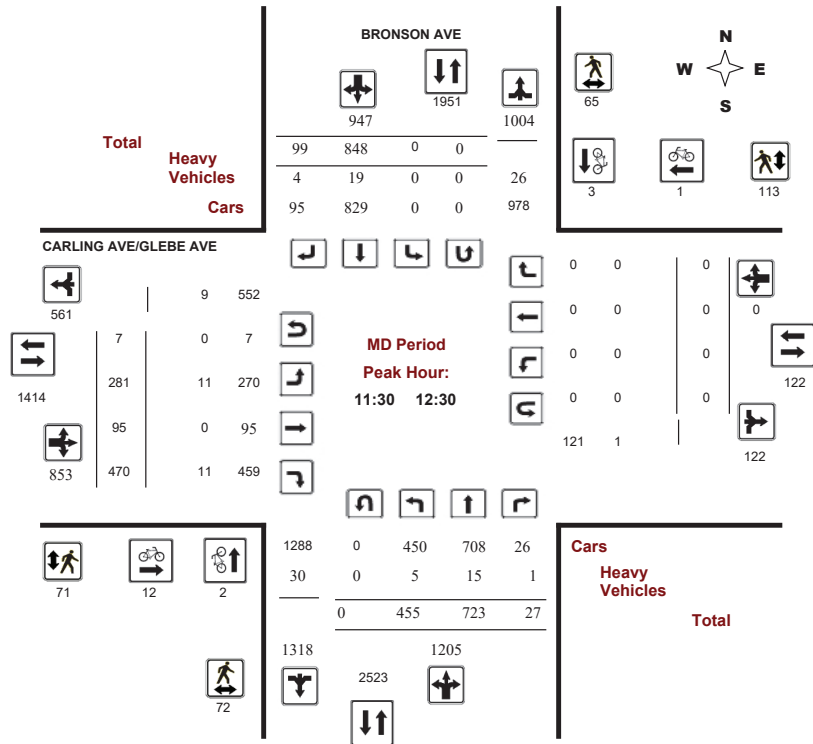 BRONSON AVE
N
W E
S
1951
65
947 1004
Total 99 848 0 0
Heavy
Vehicles 4 19 0 0 26
Cars 95 829 0 0 978
3 1 113
CARLING AVE/GLEBE AVE
561 9 552 0 0 0
7 0 7 0 0 0 0
1414 281 11 270 0 0 0 122
95 0 95 0 0 0
853 470 11 459 121 1 122
MD Period
Peak Hour:
11:30 12:30
71 12 2
1288 0 450 708 26 Cars
30 0 5 15 1 Heavy
Vehicles
0 455 723 27 Total
1318 1205
72 2523